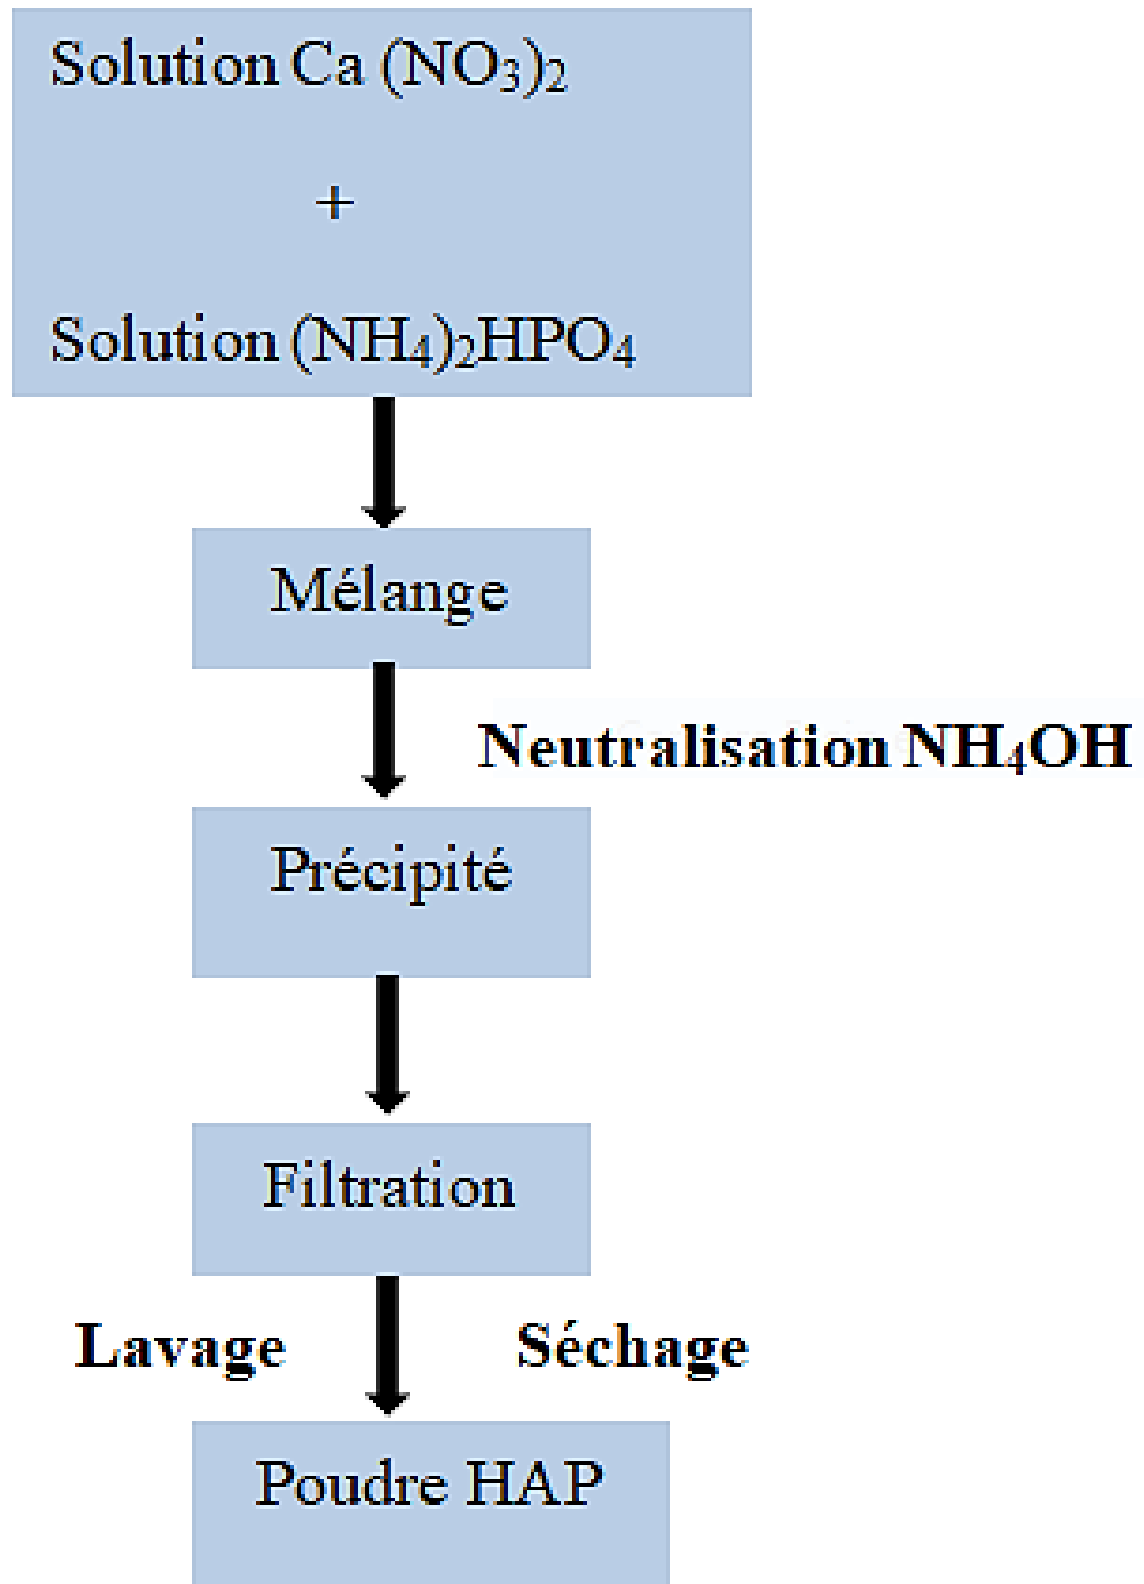 Solution Ca (NO₃)₂
+
Solution (NH₄)₂HPO₄
Mélange
Neutralisation NH₄OH
Précipité
Filtration
Lavage Séchage
Poudre HAP